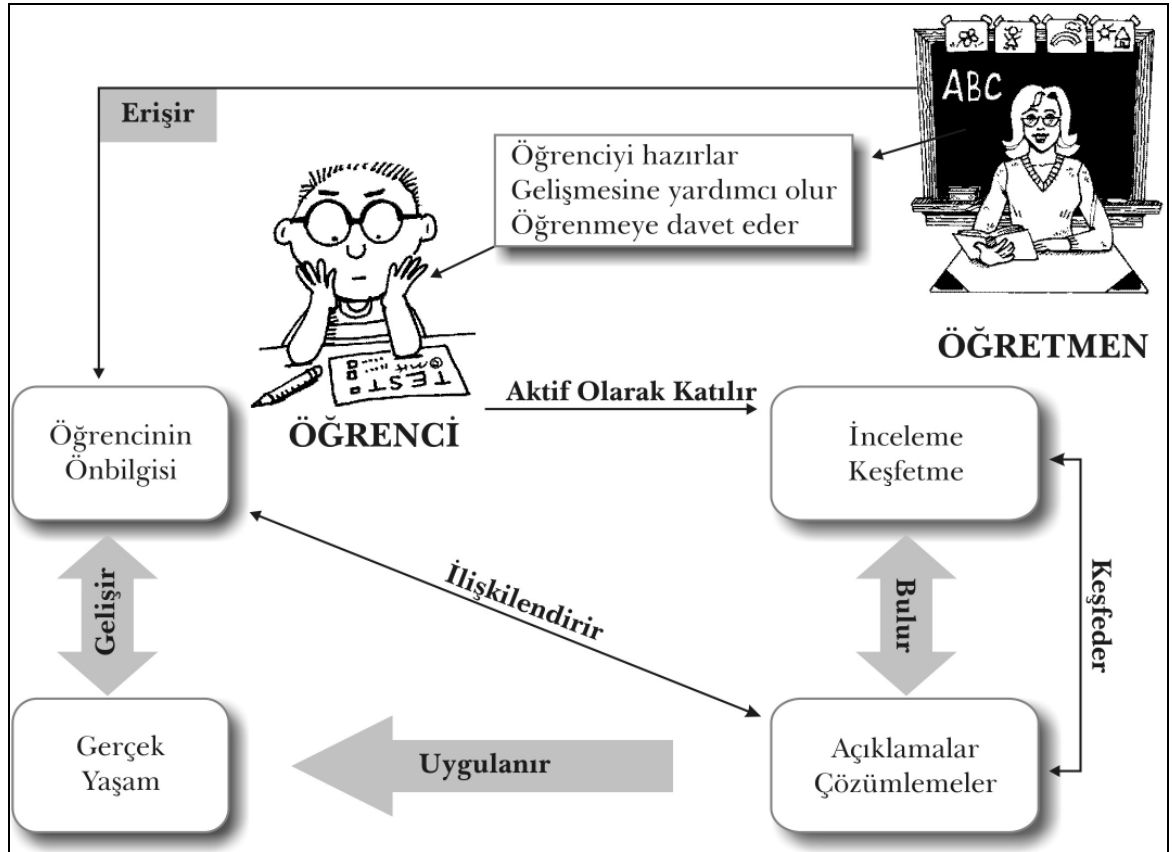 ABC
Erişir
Öğrenciyi hazırlar
Gelişmesine yardımcı olur
Öğrenmeye davet eder
ÖĞRETMEN
TEST
ÖĞRENCİ
Aktif Olarak Katılır
Öğrencinin
Önbilgisi
İnceleme
Keşfetme
Gelişir
İlişkilendirir
Bulur
Keşfeder
Gerçek
Yaşam
Uygulanır
Açıklamalar
Çözümlemeler